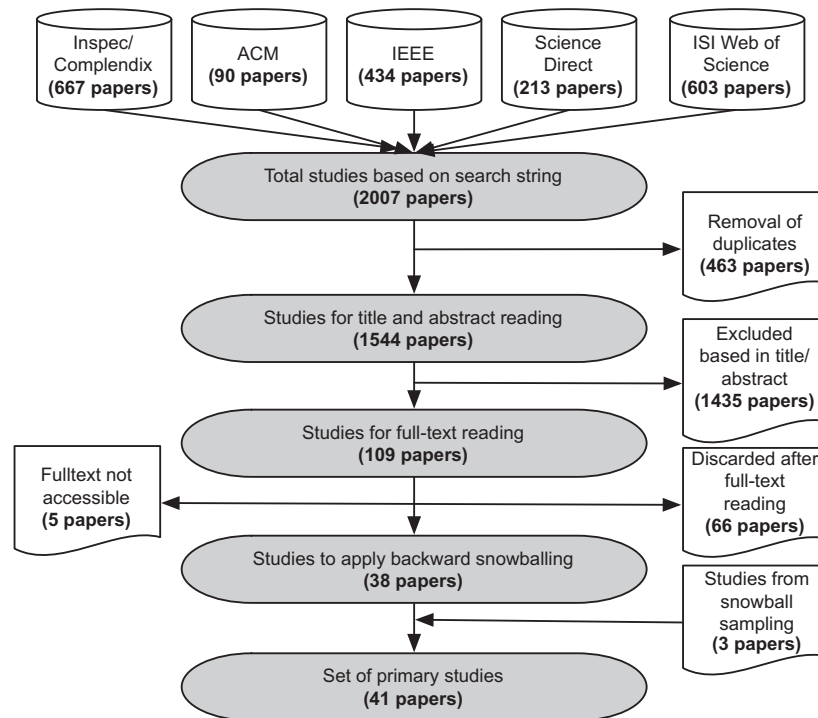 Inspec/
Complendix
(667 papers)
ACM
(90 papers)
IEEE
(434 papers)
Science
Direct
(213 papers)
ISI Web of
Science
(603 papers)
Total studies based on search string
(2007 papers)
Removal of
duplicates
(463 papers)
Studies for title and abstract reading
(1544 papers)
Excluded
based in title/
abstract
(1435 papers)
Studies for full-text reading
(109 papers)
Fulltext not
accessible
(5 papers)
Discarded after
full-text
reading
(66 papers)
Studies to apply backward snowballing
(38 papers)
Studies from
snowball
sampling
(3 papers)
Set of primary studies
(41 papers)